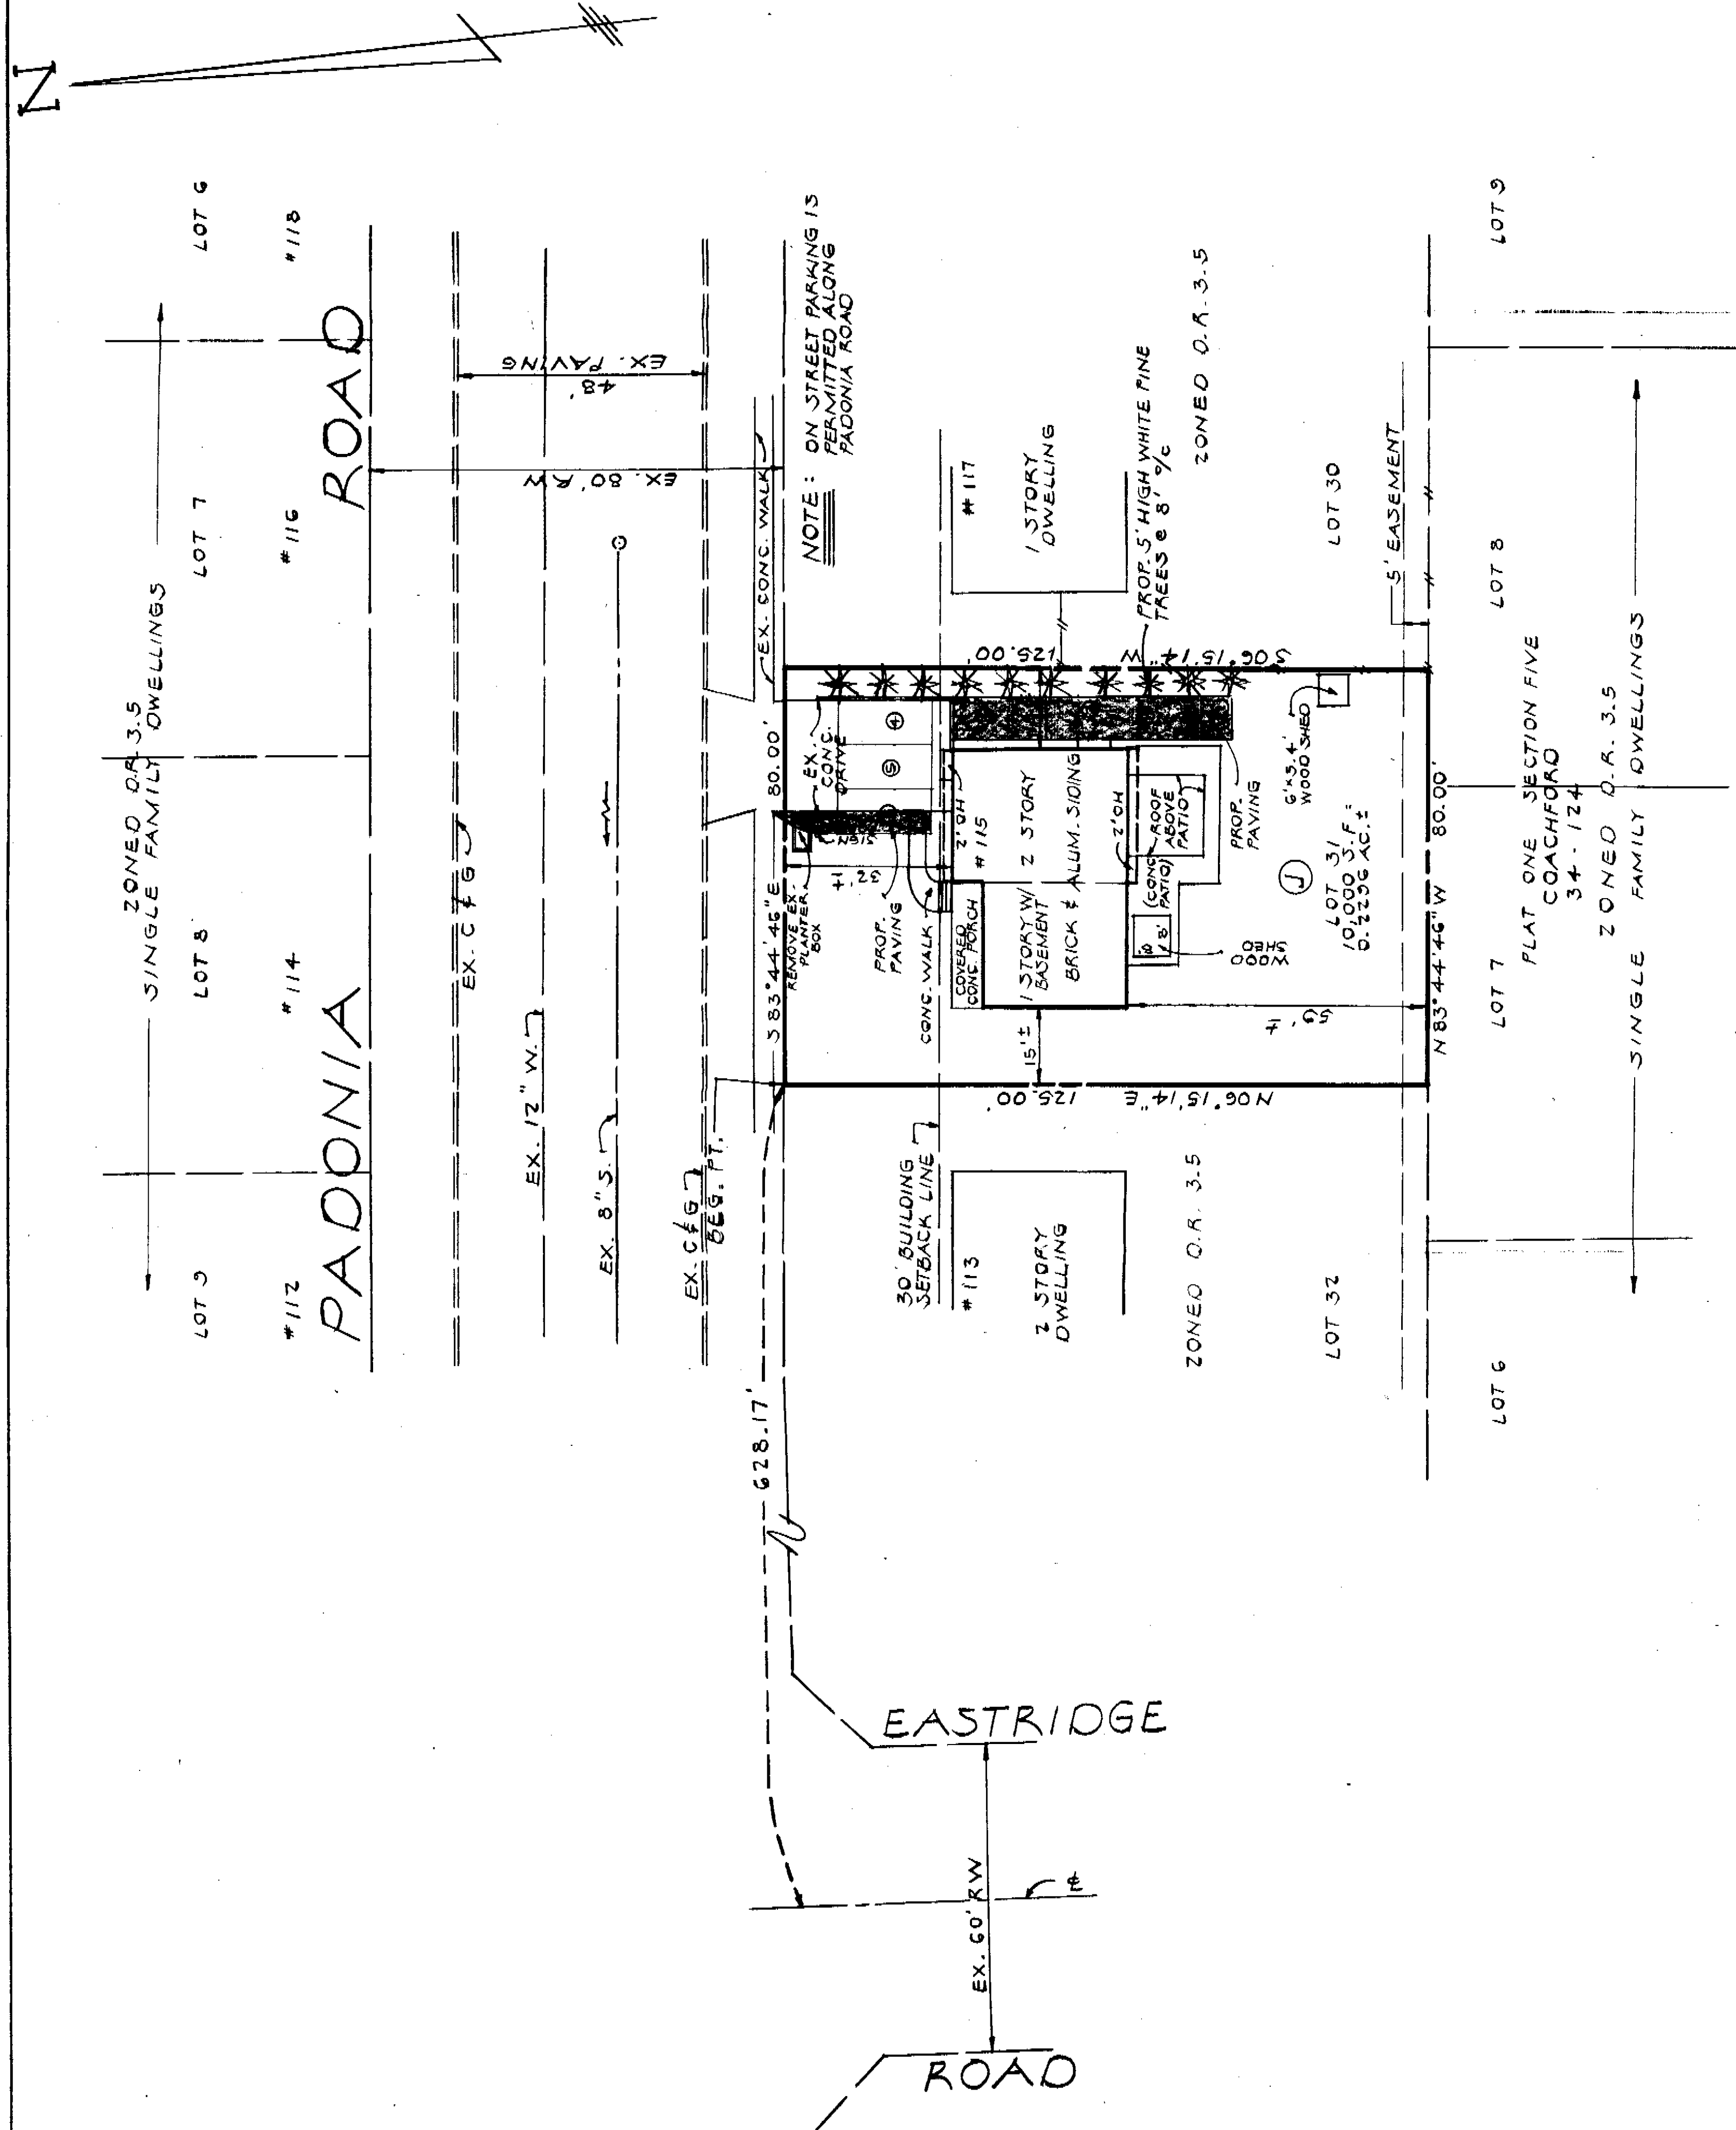 N
ZONED D.R. 3.5
SINGLE FAMILY DWELLINGS
LOT 9
LOT 8
LOT 7
LOT 6
#112
#114
#116
#118
PADONIA ROAD
EX. C & G
48'
EX. PAVING
EX. 12" W.
EX. 80' RW
EX. 8" S.
EX. C & G
BEG. PT.
EX. CONC. WALK
628.17'
NOTE: ON STREET PARKING IS
PERMITTED ALONG
PADONIA ROAD
S 83° 44' 46" E
80.00'
REMOVE EX.
PLANTER
BOX
EX.
CONC.
DRIVE
SIGN
32' ±
PROP.
PAVING
4
5
CONC. WALK
30' BUILDING
SETBACK LINE
2' OH
#115
COVERED
CONC. PORCH
#113
2 STORY
DWELLING
#117
1 STORY
DWELLING
1 STORY W/
BASEMENT
2 STORY
BRICK & ALUM. SIDING
15' ±
N06° 15' 14" E
125.00'
S06° 15' 14" W
125.00'
PROP. 5' HIGH WHITE PINE
TREES @ 8' O/C
2' OH
(CONC.
PATIO)
ROOF
ABOVE
PATIO
8'
WOOD
SHED
PROP.
PAVING
6' x 5.4'
WOOD SHED
59' ±
J
LOT 31
10,000 S.F. ±
0.2296 AC. ±
ZONED D.R. 3.5
ZONED D.R. 3.5
LOT 32
LOT 30
5' EASEMENT
N 83° 44' 46" W
80.00'
LOT 6
LOT 7
LOT 8
LOT 9
PLAT ONE SECTION FIVE
COACHFORD
34 - 124
ZONED D.R. 3.5
SINGLE FAMILY DWELLINGS
EASTRIDGE
EX. 60' RW
ROAD